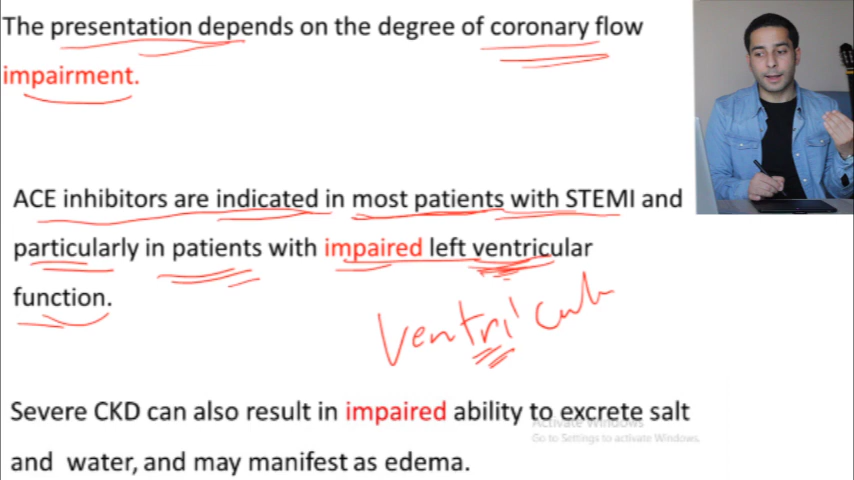 The presentation depends on the degree of coronary flow
impairment.
ACE inhibitors are indicated in most patients with STEMI and
particularly in patients with impaired left ventricular
function.
Ventricul
Severe CKD can also result in impaired ability to excrete salt
Activate Windows
Go to Settings to activate Windows.
and water, and may manifest as edema.